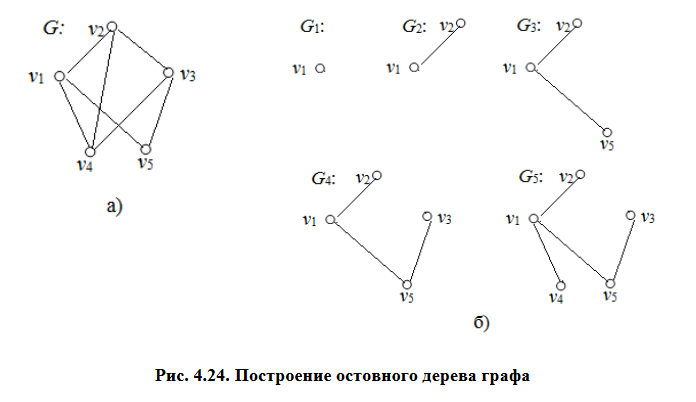 G: v2 G1: G2: v2 G3: v2
v1 v3 v1 v1 v1
v4 v5 v5
G4: v2 G5: v2
а) v1 v3 v1 v3
v5 v4 v5
б)
Рис. 4.24. Построение остовного дерева графа